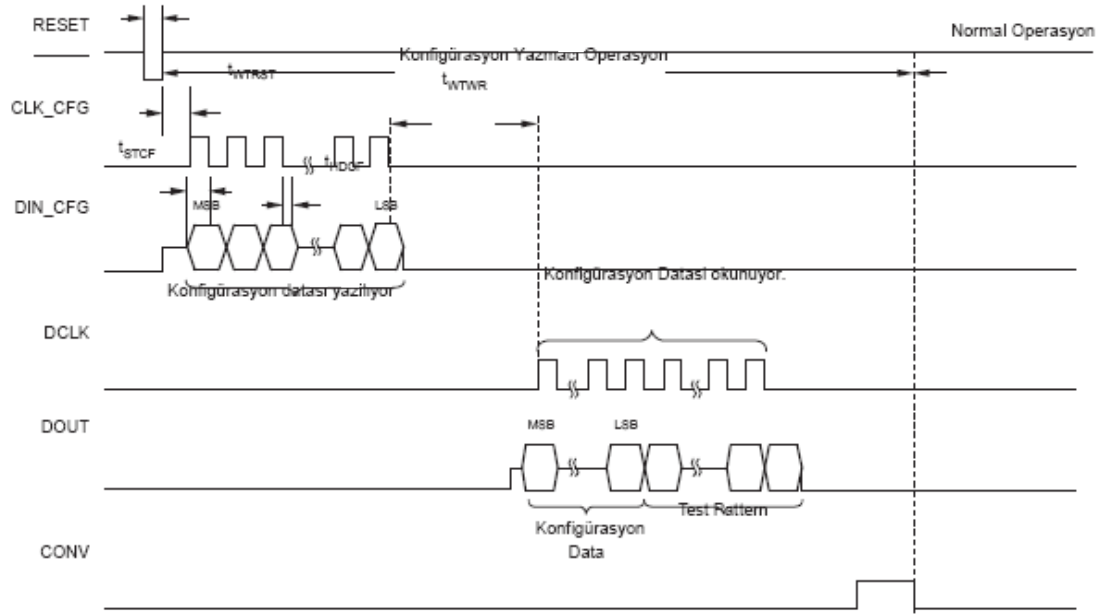 RESET
Normal Operasyon
Konfigürasyon Yazmacı Operasyon
tWTRST
tWTWR
CLK_CFG
tSTCF
tHDCF
DIN_CFG
MSB
LSB
Konfigürasyon datası yazılıyor
Konfigürasyon Datası okunuyor.
DCLK
DOUT
MSB
LSB
Konfigürasyon
Data
Test Pattern
CONV